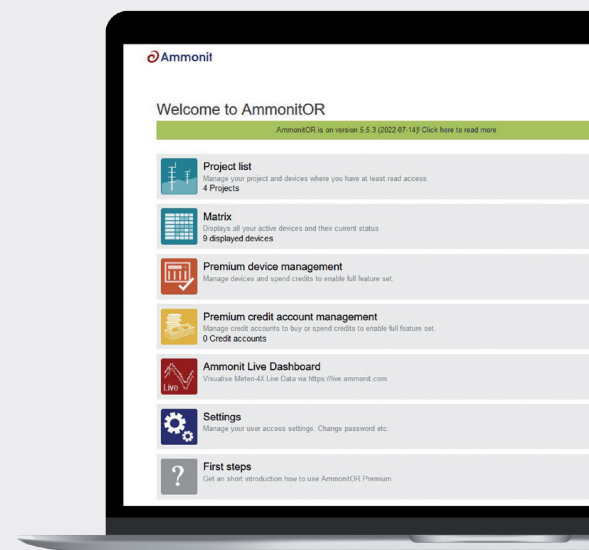 Ammonit
Welcome to AmmonitOR
AmmonitOR is on version 5.5.3 (2022-07-14)! Click here to read more
Project list
Manage your project and devices where you have at least read access
4 Projects
Matrix
Displays all your active devices and their current status
9 displayed devices
Premium device management
Manage devices and spend credits to enable full feature set.
Premium credit account management
Manage credit accounts to buy or spend credits to enable full feature set.
0 Credit accounts
Live
Ammonit Live Dashboard
Visualise Meteo-4X Live Data via https://live.ammonit.com
Settings
Manage your user access settings. Change password etc.
?
First steps
Get an short introduction how to use AmmonitOR Premium